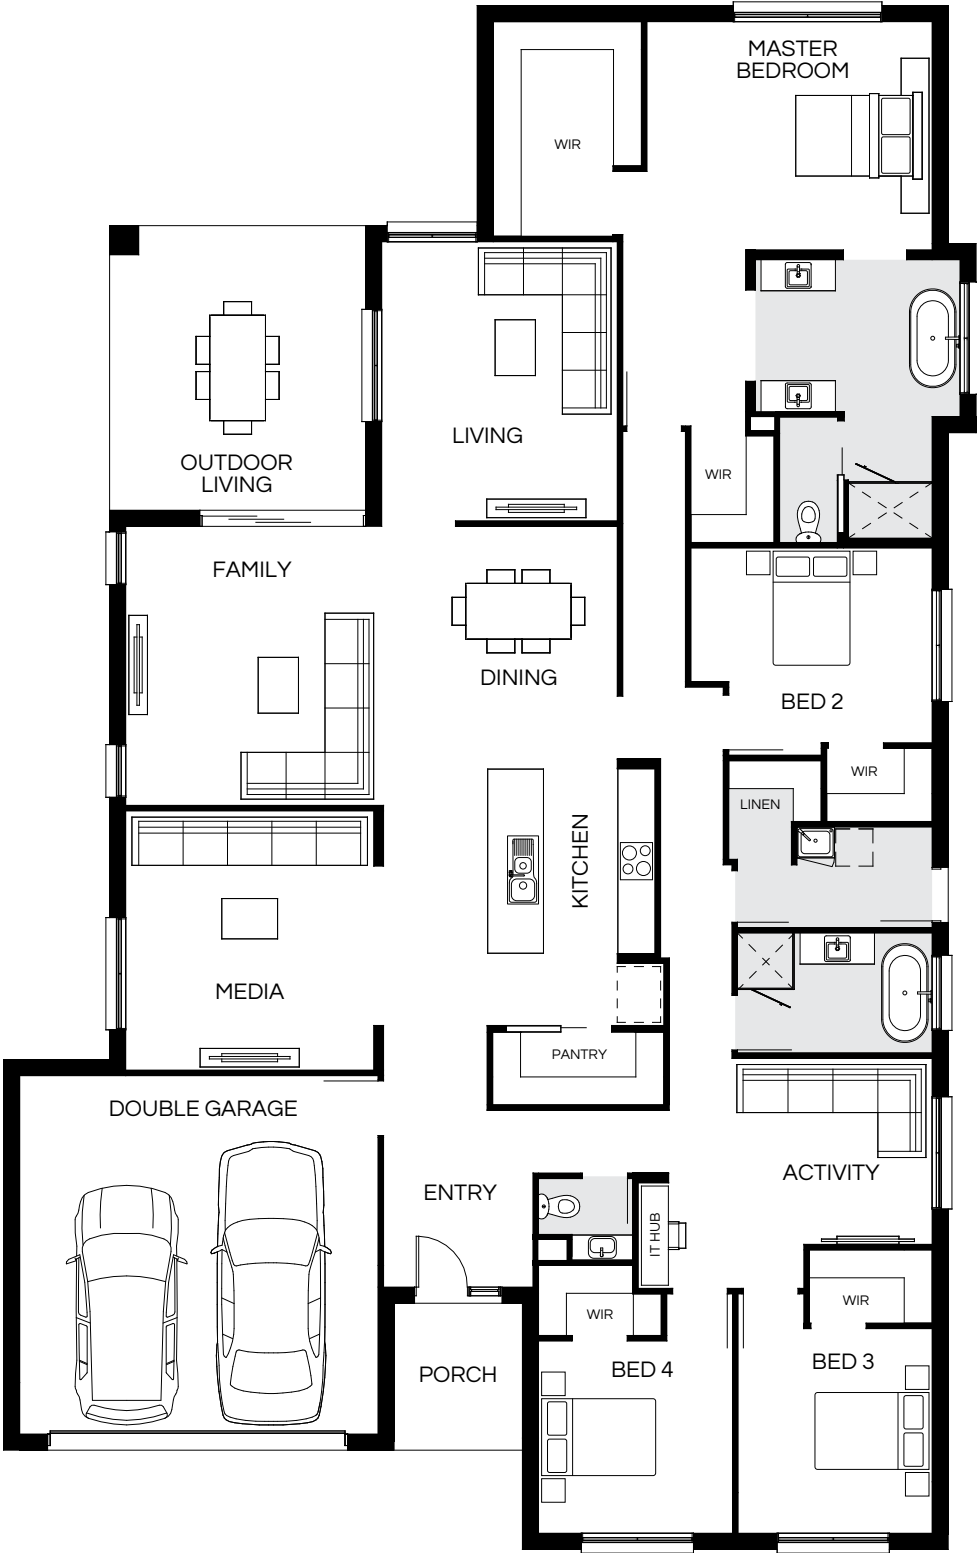 MASTER
BEDROOM
WIR
LIVING
OUTDOOR
LIVING
WIR
FAMILY
DINING
BED 2
WIR
LINEN
KITCHEN
MEDIA
PANTRY
DOUBLE GARAGE
ACTIVITY
ENTRY
IT HUB
WIR
WIR
BED 4
BED 3
PORCH